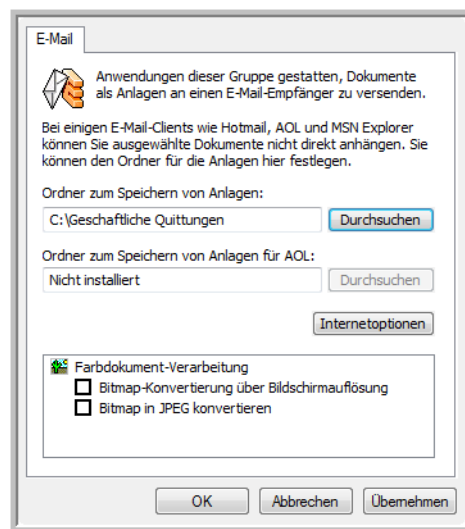 E-Mail
Anwendungen dieser Gruppe gestatten, Dokumente
als Anlagen an einen E-Mail-Empfänger zu versenden.
Bei einigen E-Mail-Clients wie Hotmail, AOL und MSN Explorer
können Sie ausgewählte Dokumente nicht direkt anhängen. Sie
können den Ordner für die Anlagen hier festlegen.
Ordner zum Speichern von Anlagen:
C:\Geschaftliche Quittungen
Durchsuchen
Ordner zum Speichern von Anlagen für AOL:
Nicht installiert
Durchsuchen
Internetoptionen
Farbdokument-Verarbeitung
Bitmap-Konvertierung über Bildschirmauflösung
Bitmap in JPEG konvertieren
OK
Abbrechen
Übernehmen